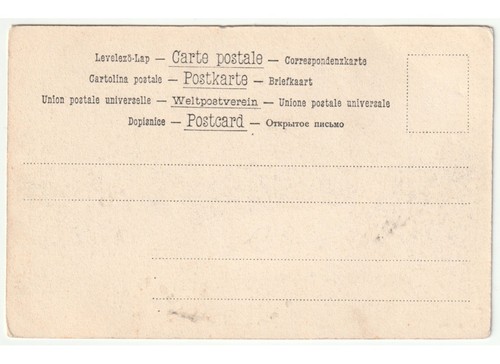 Levelező-Lap — Carte postale — Correspondenzkarte
Cartolina postale — Postkarte — Briefkaart
Union postale universelle — Weltpostverein — Unione postale universale
Dopisnice — Postcard — Открытое письмо